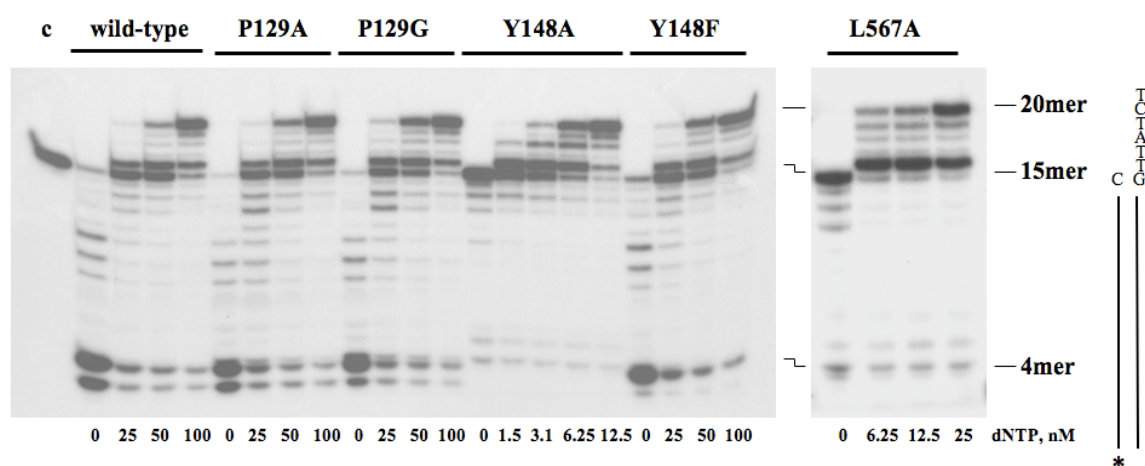 c wild-type P129A P129G Y148A Y148F L567A
20mer
15mer
4mer
T
C
T
A
T
T
T
C G
0 25 50 100 0 25 50 100 0 25 50 100 0 1.5 3.1 6.25 12.5 0 25 50 100 0 6.25 12.5 25 dNTP, nM
*